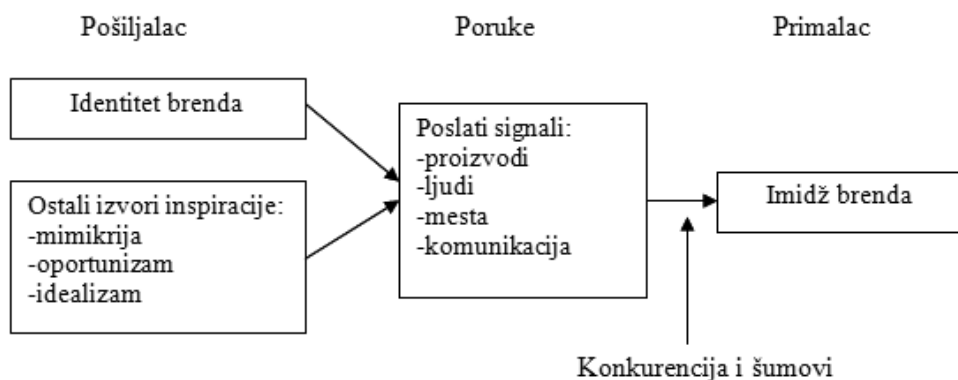 Pošiljalac
Poruke
Primalac
Identitet brenda
Ostali izvori inspiracije:
-mimikrija
-oportunizam
-idealizam
Poslati signali:
-proizvodi
-ljudi
-mesta
-komunikacija
Imidž brenda
Konkurencija i šumovi